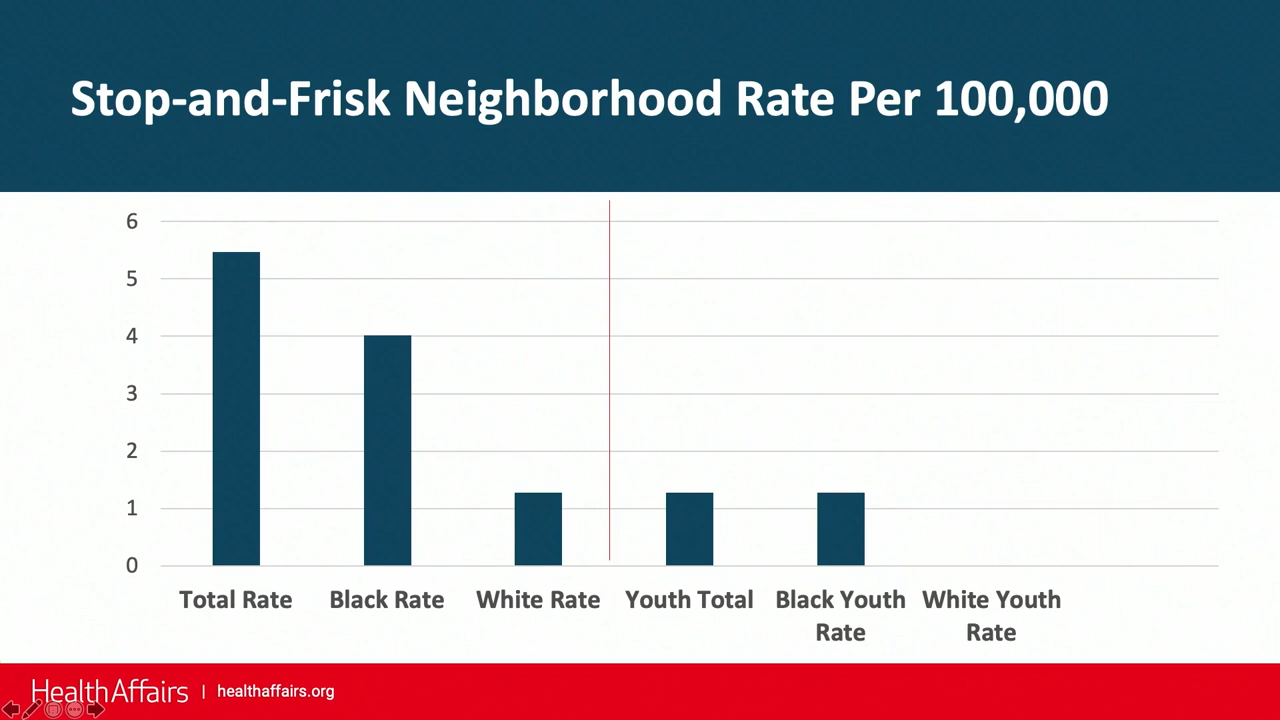 Stop-and-Frisk Neighborhood Rate Per 100,000
6
5
4
3
2
1
0
Total Rate
Black Rate
White Rate
Youth Total
Black Youth
Rate
White Youth
Rate
HealthAffairs | healthaffairs.org